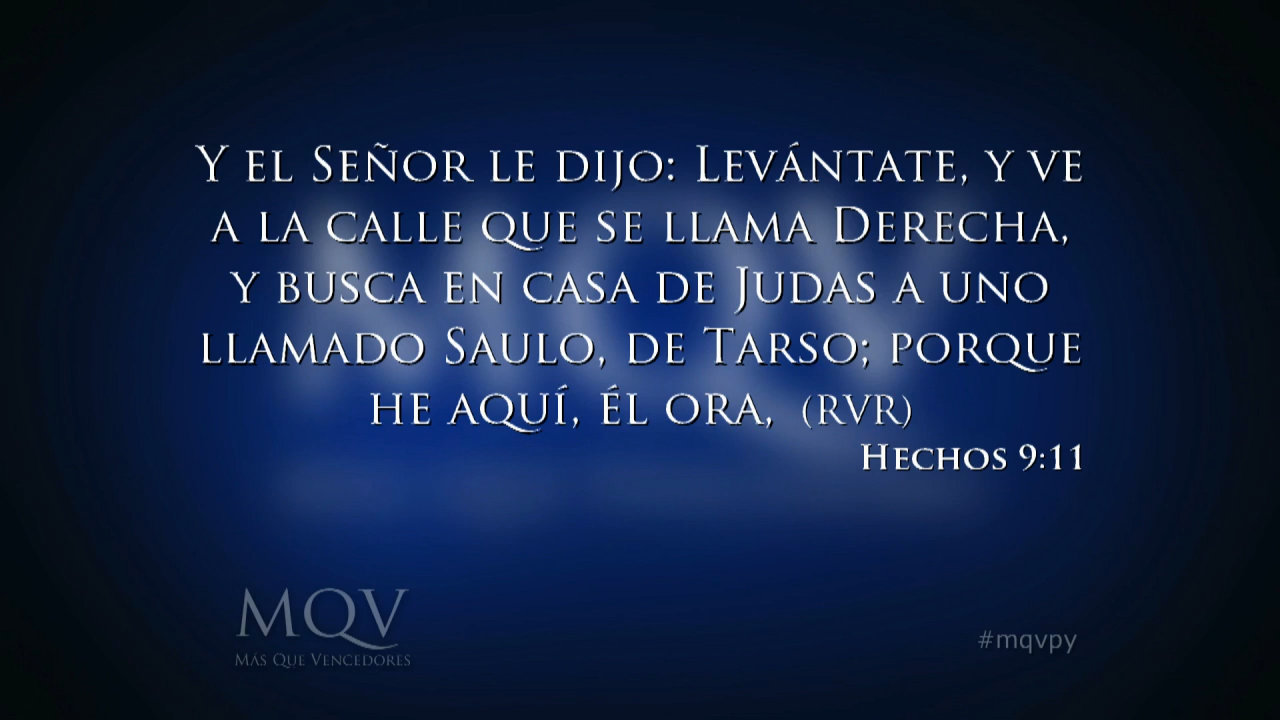 Y el Señor le dijo: Levántate, y ve
a la calle que se llama Derecha,
y busca en casa de Judas a uno
llamado Saulo, de Tarso; porque
he aquí, él ora, (RVR)
Hechos 9:11
MQV
Más Que Vencedores
#mqvpy